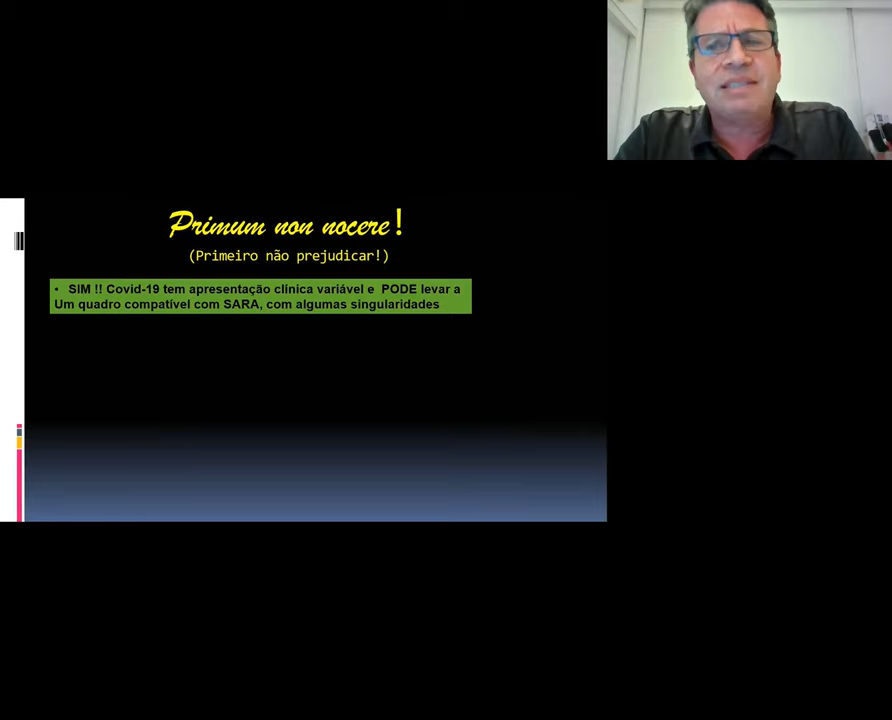 Primum non nocere!
(Primeiro não prejudicar!)
• SIM !! Covid-19 tem apresentação clínica variável e PODE levar a
Um quadro compatível com SARA, com algumas singularidades